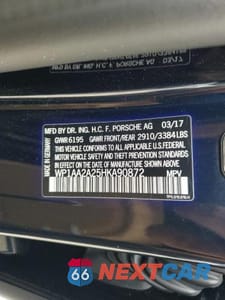 MFD BY: DR. ING. H.C. F. PORSCHE AG 03/17
GWR 6195 GAWR FRONT/REAR 2910/3384LBS
THIS VEHICLE CONFORMS TO ALL APPLICABLE
FEDERAL MOTOR VEHICLE SAFETY, BUMPER, AND
THEFT PREVENTION STANDARDS IN EFFECT ON THE
DATE OF MANUFACTURE SHOWN ABOVE.
WP1AA2A25HKA90872 MPV
MADE IN GERMANY
66 NEXTCAR